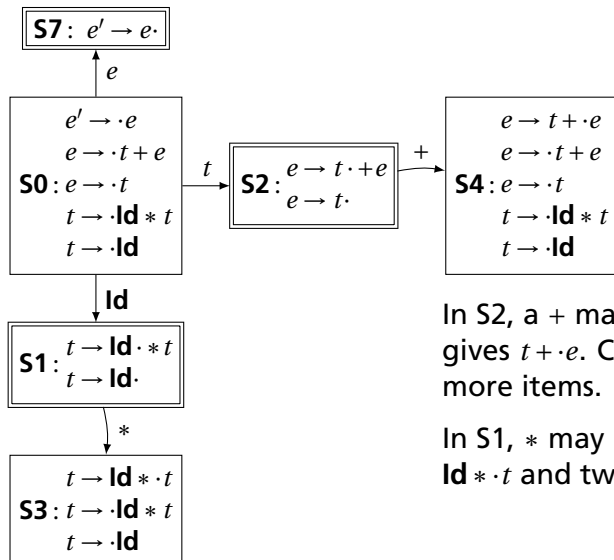 S7 : e′ → e·
e
e′ → ·e
e → ·t + e
S0 : e → ·t
t → ·Id ∗ t
t → ·Id
t
S2 : e → t· + e
e → t·
+
e → t + ·e
e → ·t + e
S4 : e → ·t
t → ·Id ∗ t
t → ·Id
Id
S1 : t → Id· ∗ t
t → Id·
∗
t → Id ∗ ·t
S3 : t → ·Id ∗ t
t → ·Id
In S2, a + ma
gives t + ·e. C
more items.
In S1, ∗ may
Id ∗ ·t and tw